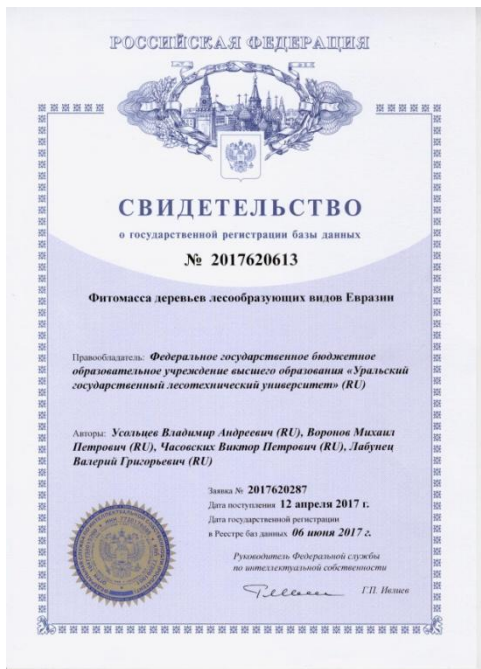 РОССИЙСКАЯ ФЕДЕРАЦИЯ
СВИДЕТЕЛЬСТВО
о государственной регистрации базы данных
№ 2017620613
Фитомасса деревьев лесообразующих видов Евразии
Правообладатель: Федеральное государственное бюджетное
образовательное учреждение высшего образования «Уральский
государственный лесотехнический университет» (RU)
Авторы: Усольцев Владимир Андреевич (RU), Воронов Михаил
Петрович (RU), Часовских Виктор Петрович (RU), Лабунец
Валерий Григорьевич (RU)
Заявка № 2017620287
Дата поступления 12 апреля 2017 г.
Дата государственной регистрации
в Реестре баз данных 06 июня 2017 г.
Руководитель Федеральной службы
по интеллектуальной собственности
Г.П. Ивлиев